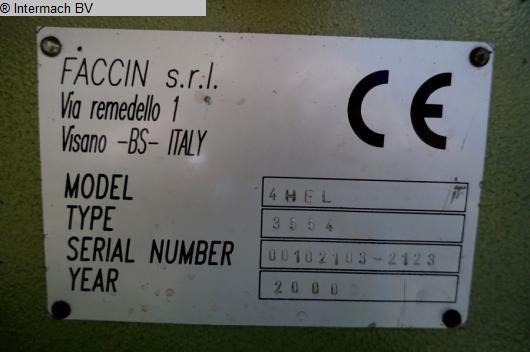 ® Intermach BV
FACCIN s.r.l.
Via remedello 1
Visano -BS- ITALY
CE
MODEL 4HEL
TYPE 3554
SERIAL NUMBER 00102103-2123
YEAR 2000